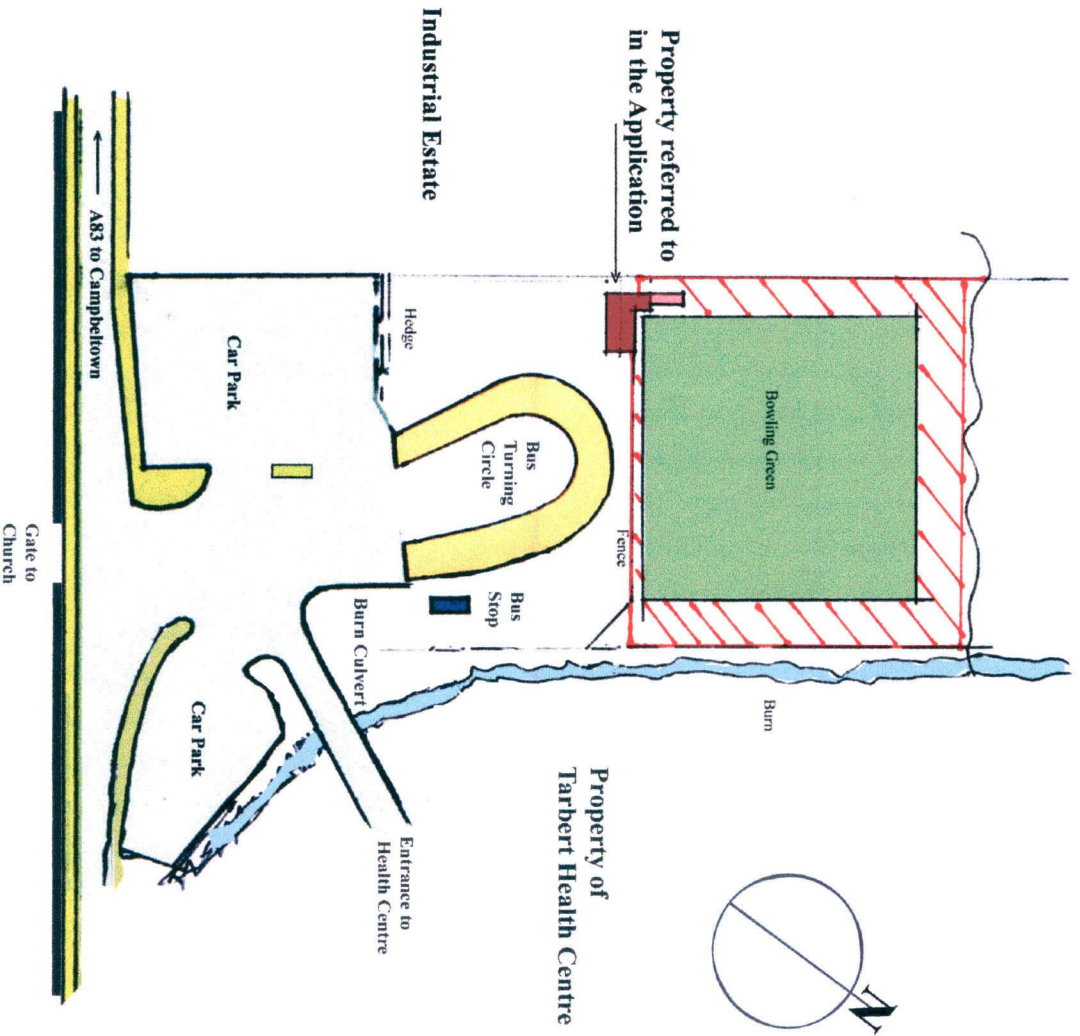 Property referred to
in the Application
Industrial Estate
Bowling Green
Fence
Hedge
Bus
Turning
Circle
Bus
Stop
Burn
Burn Culvert
Car Park
Car Park
← A83 to Campbeltown
Gate to
Church
Entrance to
Health Centre
Property of
Tarbert Health Centre
N